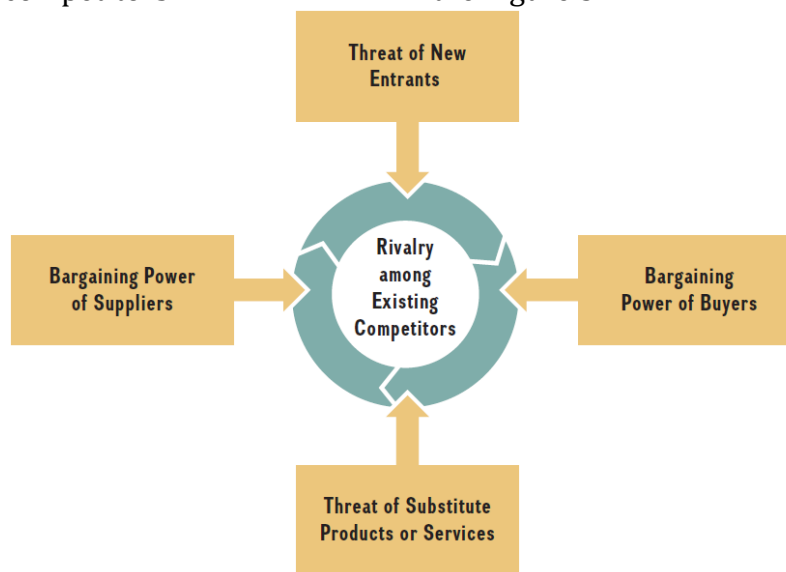 Threat of New
Entrants
Rivalry
among
Existing
Competitors
Bargaining Power
of Suppliers
Bargaining
Power of Buyers
Threat of Substitute
Products or Services